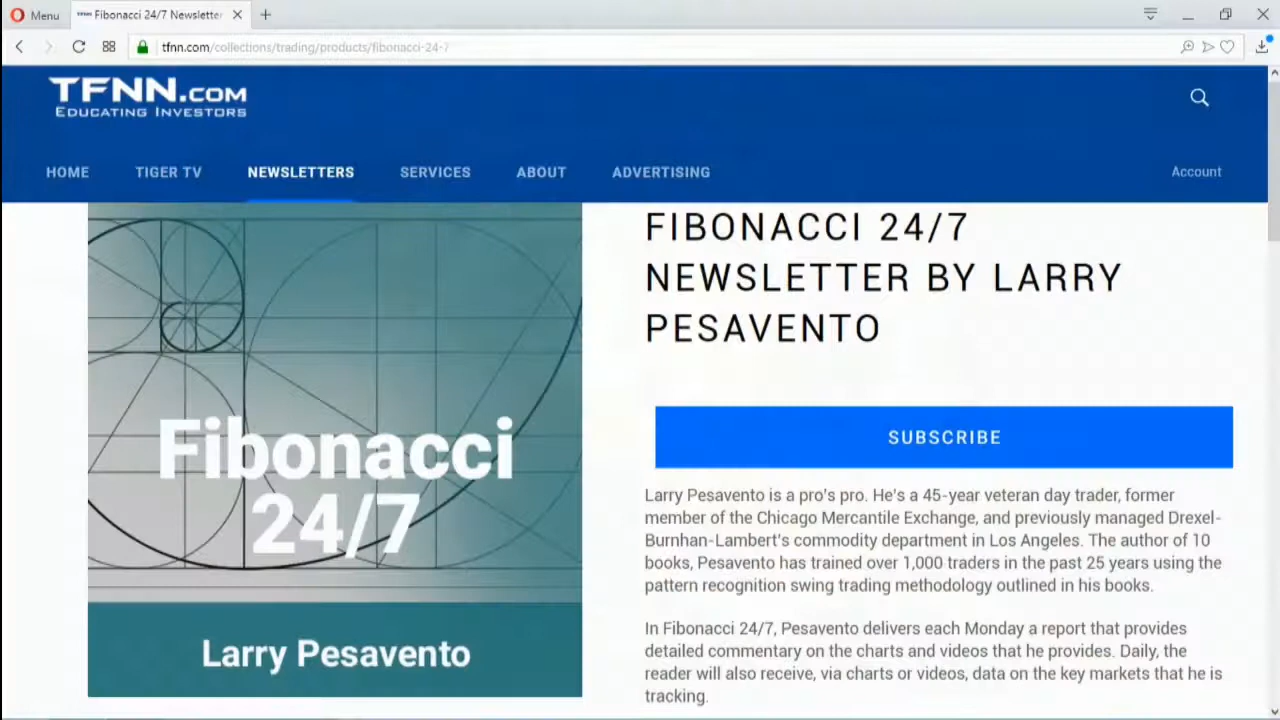 Menu
Fibonacci 24/7 Newsletter
tfnn.com/collections/trading/products/fibonacci-24-7
TFNN.COM
EDUCATING INVESTORS
HOME TIGER TV NEWSLETTERS SERVICES ABOUT ADVERTISING Account
Fibonacci
24/7
Larry Pesavento
FIBONACCI 24/7
NEWSLETTER BY LARRY
PESAVENTO
SUBSCRIBE
Larry Pesavento is a pro's pro. He's a 45-year veteran day trader, former
member of the Chicago Mercantile Exchange, and previously managed Drexel-
Burnhan-Lambert's commodity department in Los Angeles. The author of 10
books, Pesavento has trained over 1,000 traders in the past 25 years using the
pattern recognition swing trading methodology outlined in his books.
In Fibonacci 24/7, Pesavento delivers each Monday a report that provides
detailed commentary on the charts and videos that he provides. Daily, the
reader will also receive, via charts or videos, data on the key markets that he is
tracking.